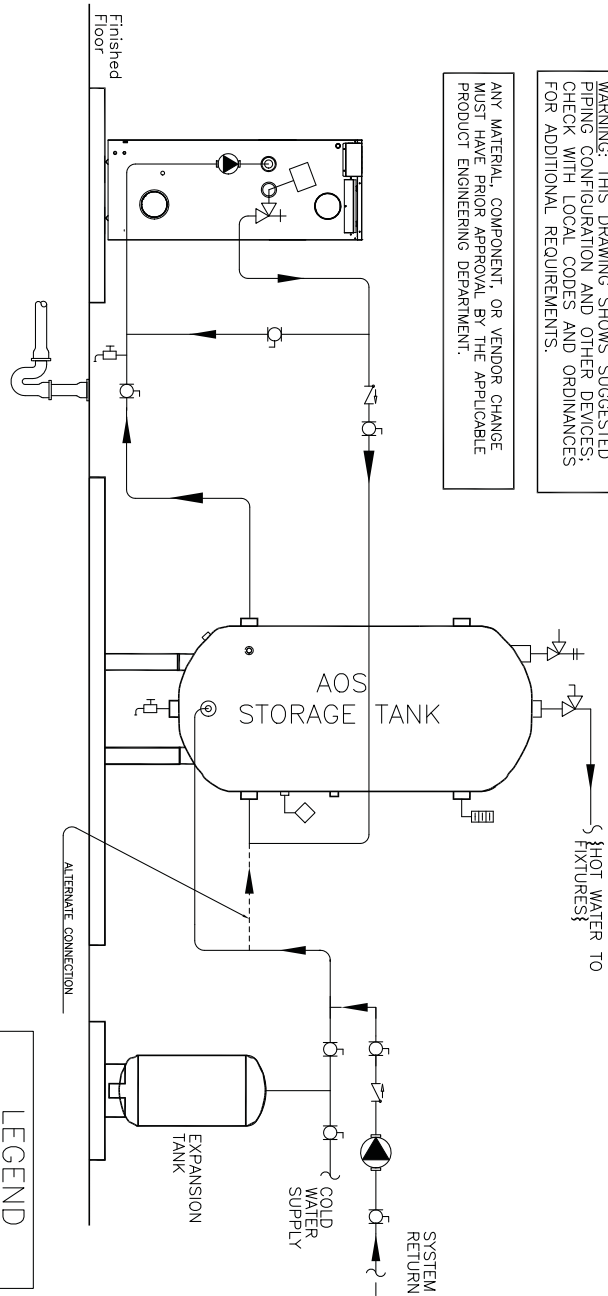 WARNING: THIS DRAWING SHOWS SUGGESTED
PIPING CONFIGURATION AND OTHER DEVICES;
CHECK WITH LOCAL CODES AND ORDINANCES
FOR ADDITIONAL REQUIREMENTS.
ANY MATERIAL, COMPONENT, OR VENDOR CHANGE
MUST HAVE PRIOR APPROVAL BY THE APPLICABLE
PRODUCT ENGINEERING DEPARTMENT.
HOT WATER TO
FIXTURES
AOS
STORAGE TANK
SYSTEM
RETURN
COLD
WATER
SUPPLY
EXPANSION
TANK
ALTERNATE CONNECTION
Finished
Floor
LEGEND